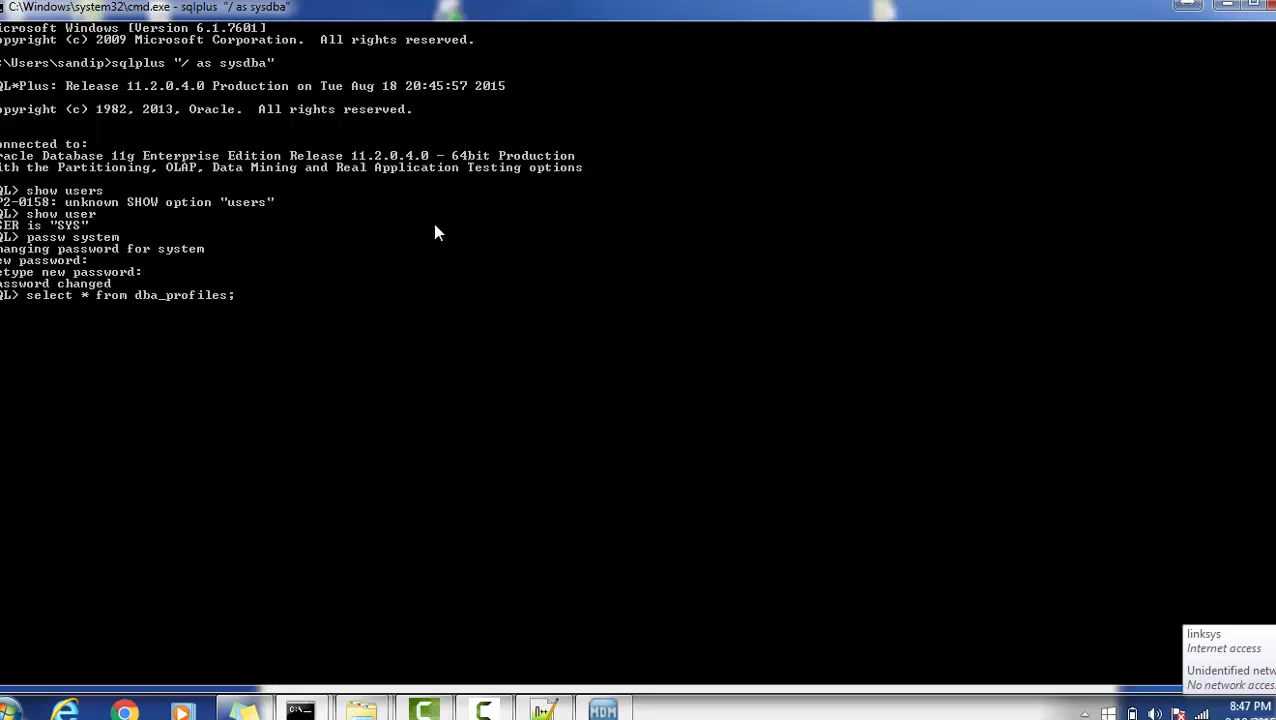 C:\Windows\system32\cmd.exe - sqlplus "/ as sysdba"
icrosoft Windows [Version 6.1.7601]
opyright (c) 2009 Microsoft Corporation. All rights reserved.
:\Users\sandip>sqlplus "/ as sysdba"
QL*Plus: Release 11.2.0.4.0 Production on Tue Aug 18 20:45:57 2015
opyright (c) 1982, 2013, Oracle. All rights reserved.
onnected to:
racle Database 11g Enterprise Edition Release 11.2.0.4.0 - 64bit Production
ith the Partitioning, OLAP, Data Mining and Real Application Testing options
QL> show users
P2-0158: unknown SHOW option "users"
QL> show user
SER is "SYS"
QL> passw system
hanging password for system
ew password:
etype new password:
assword changed
QL> select * from dba_profiles;
linksys
Internet access
Unidentified netw
No network acces
C:\_
MDM
8:47 PM